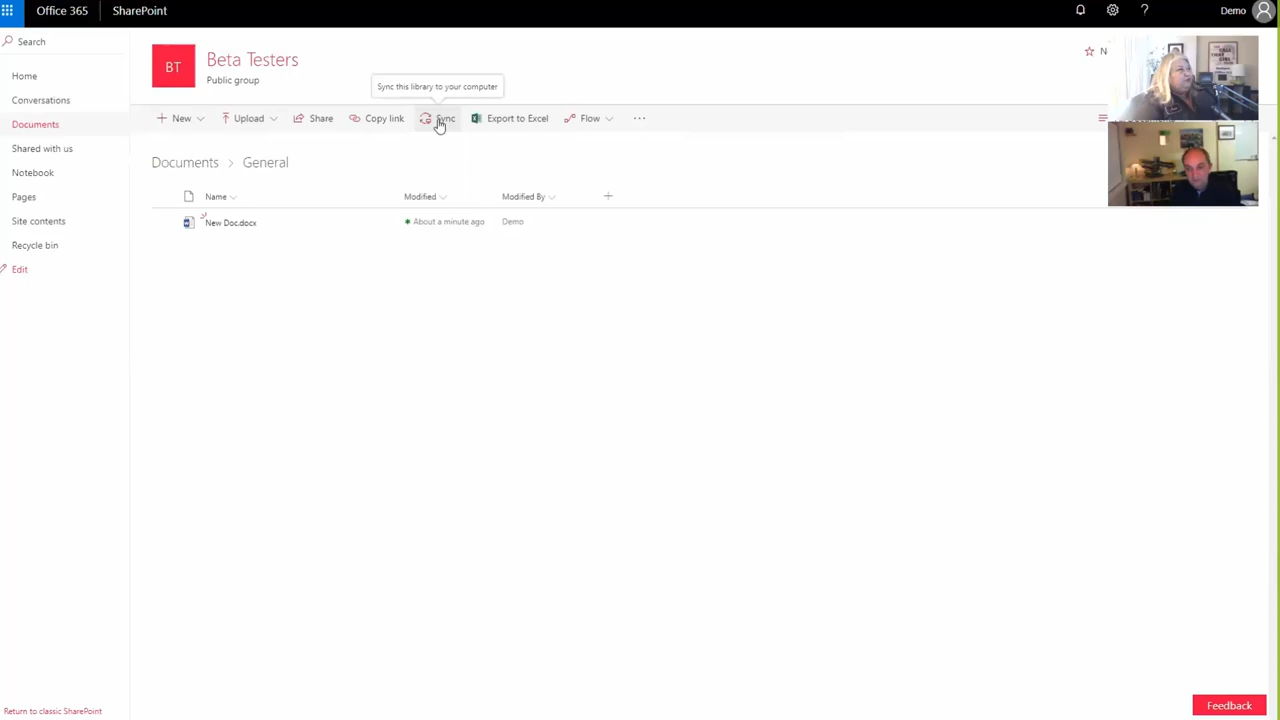 Office 365 SharePoint Demo
Search
Home
Conversations
Documents
Shared with us
Notebook
Pages
Site contents
Recycle bin
Edit
Return to classic SharePoint
BT
Beta Testers
Public group
N
Sync this library to your computer
New Upload Share Copy link Sync Export to Excel Flow
Documents > General
Name Modified Modified By
New Doc.docx About a minute ago Demo
Feedback